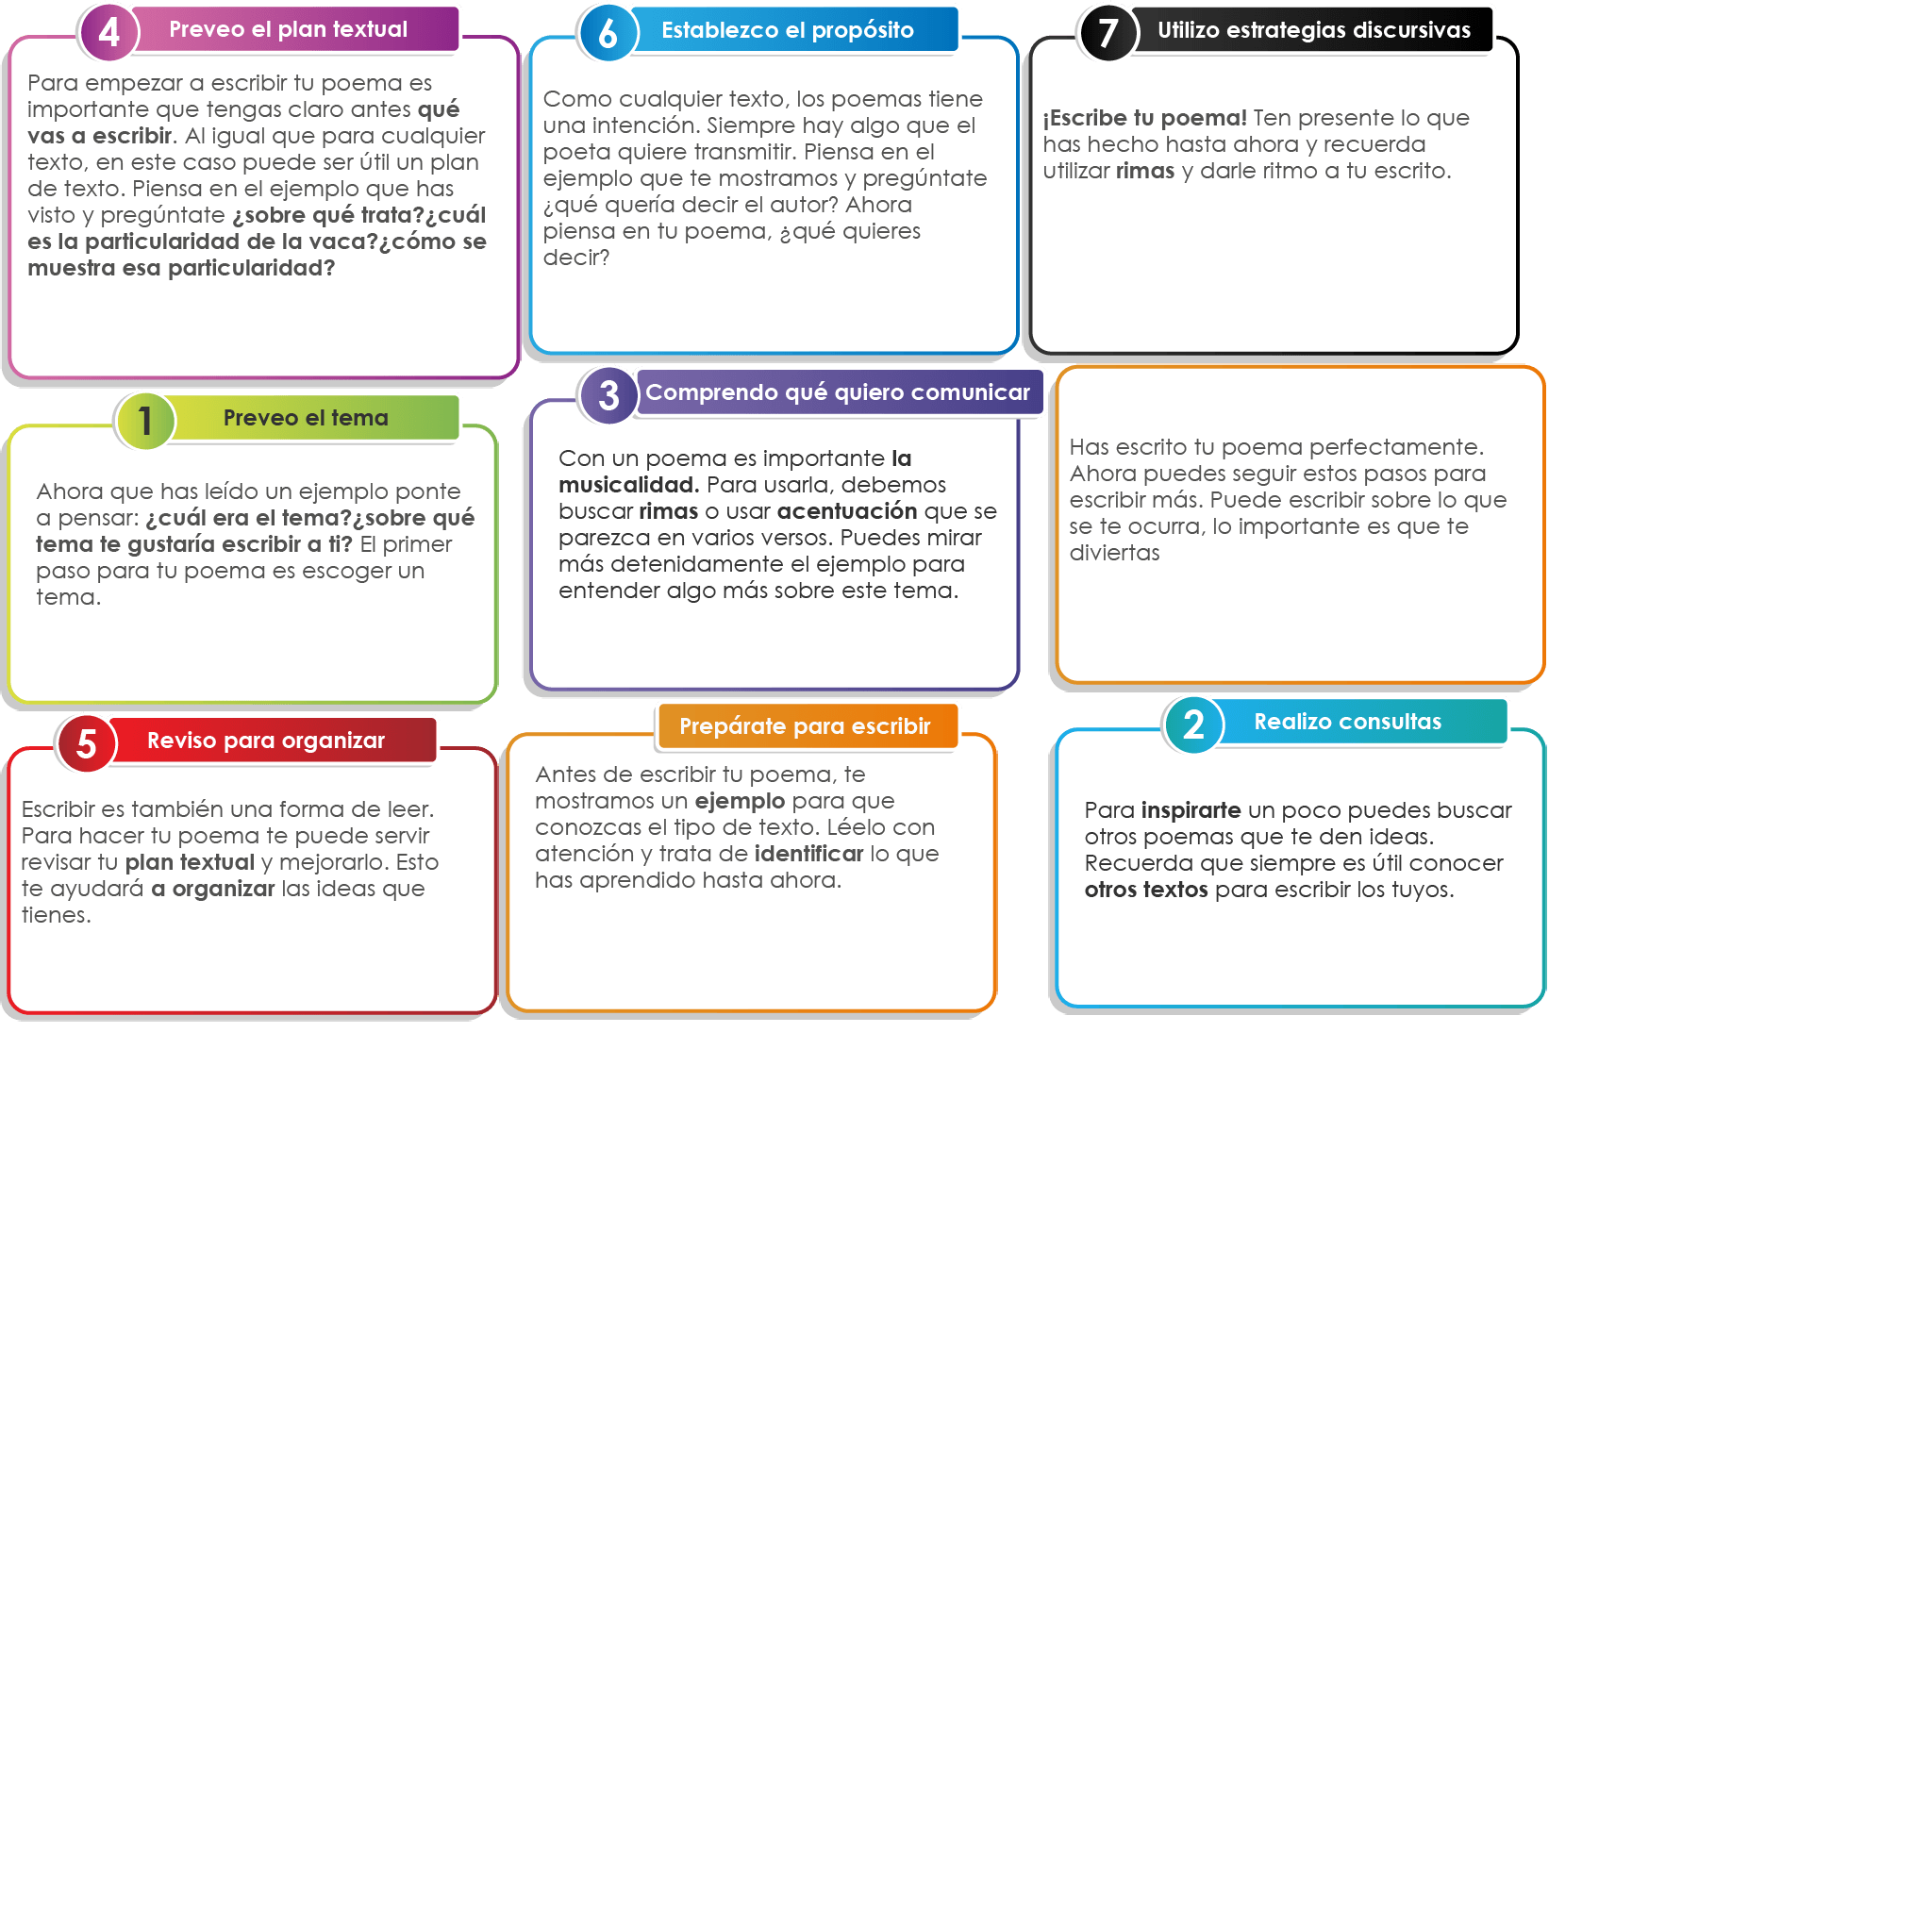 4 Preveo el plan textual
Para empezar a escribir tu poema es
importante que tengas claro antes qué
vas a escribir. Al igual que para cualquier
texto, en este caso puede ser útil un plan
de texto. Piensa en el ejemplo que has
visto y pregúntate ¿sobre qué trata?¿cuál
es la particularidad de la vaca?¿cómo se
muestra esa particularidad?
6 Establezco el propósito
Como cualquier texto, los poemas tiene
una intención. Siempre hay algo que el
poeta quiere transmitir. Piensa en el
ejemplo que te mostramos y pregúntate
¿qué quería decir el autor? Ahora
piensa en tu poema, ¿qué quieres
decir?
7 Utilizo estrategias discursivas
¡Escribe tu poema! Ten presente lo que
has hecho hasta ahora y recuerda
utilizar rimas y darle ritmo a tu escrito.
1 Preveo el tema
Ahora que has leído un ejemplo ponte
a pensar: ¿cuál era el tema?¿sobre qué
tema te gustaría escribir a ti? El primer
paso para tu poema es escoger un
tema.
3 Comprendo qué quiero comunicar
Con un poema es importante la
musicalidad. Para usarla, debemos
buscar rimas o usar acentuación que se
parezca en varios versos. Puedes mirar
más detenidamente el ejemplo para
entender algo más sobre este tema.
Has escrito tu poema perfectamente.
Ahora puedes seguir estos pasos para
escribir más. Puede escribir sobre lo que
se te ocurra, lo importante es que te
diviertas
5 Reviso para organizar
Escribir es también una forma de leer.
Para hacer tu poema te puede servir
revisar tu plan textual y mejorarlo. Esto
te ayudará a organizar las ideas que
tienes.
Prepárate para escribir
Antes de escribir tu poema, te
mostramos un ejemplo para que
conozcas el tipo de texto. Léelo con
atención y trata de identificar lo que
has aprendido hasta ahora.
2 Realizo consultas
Para inspirarte un poco puedes buscar
otros poemas que te den ideas.
Recuerda que siempre es útil conocer
otros textos para escribir los tuyos.